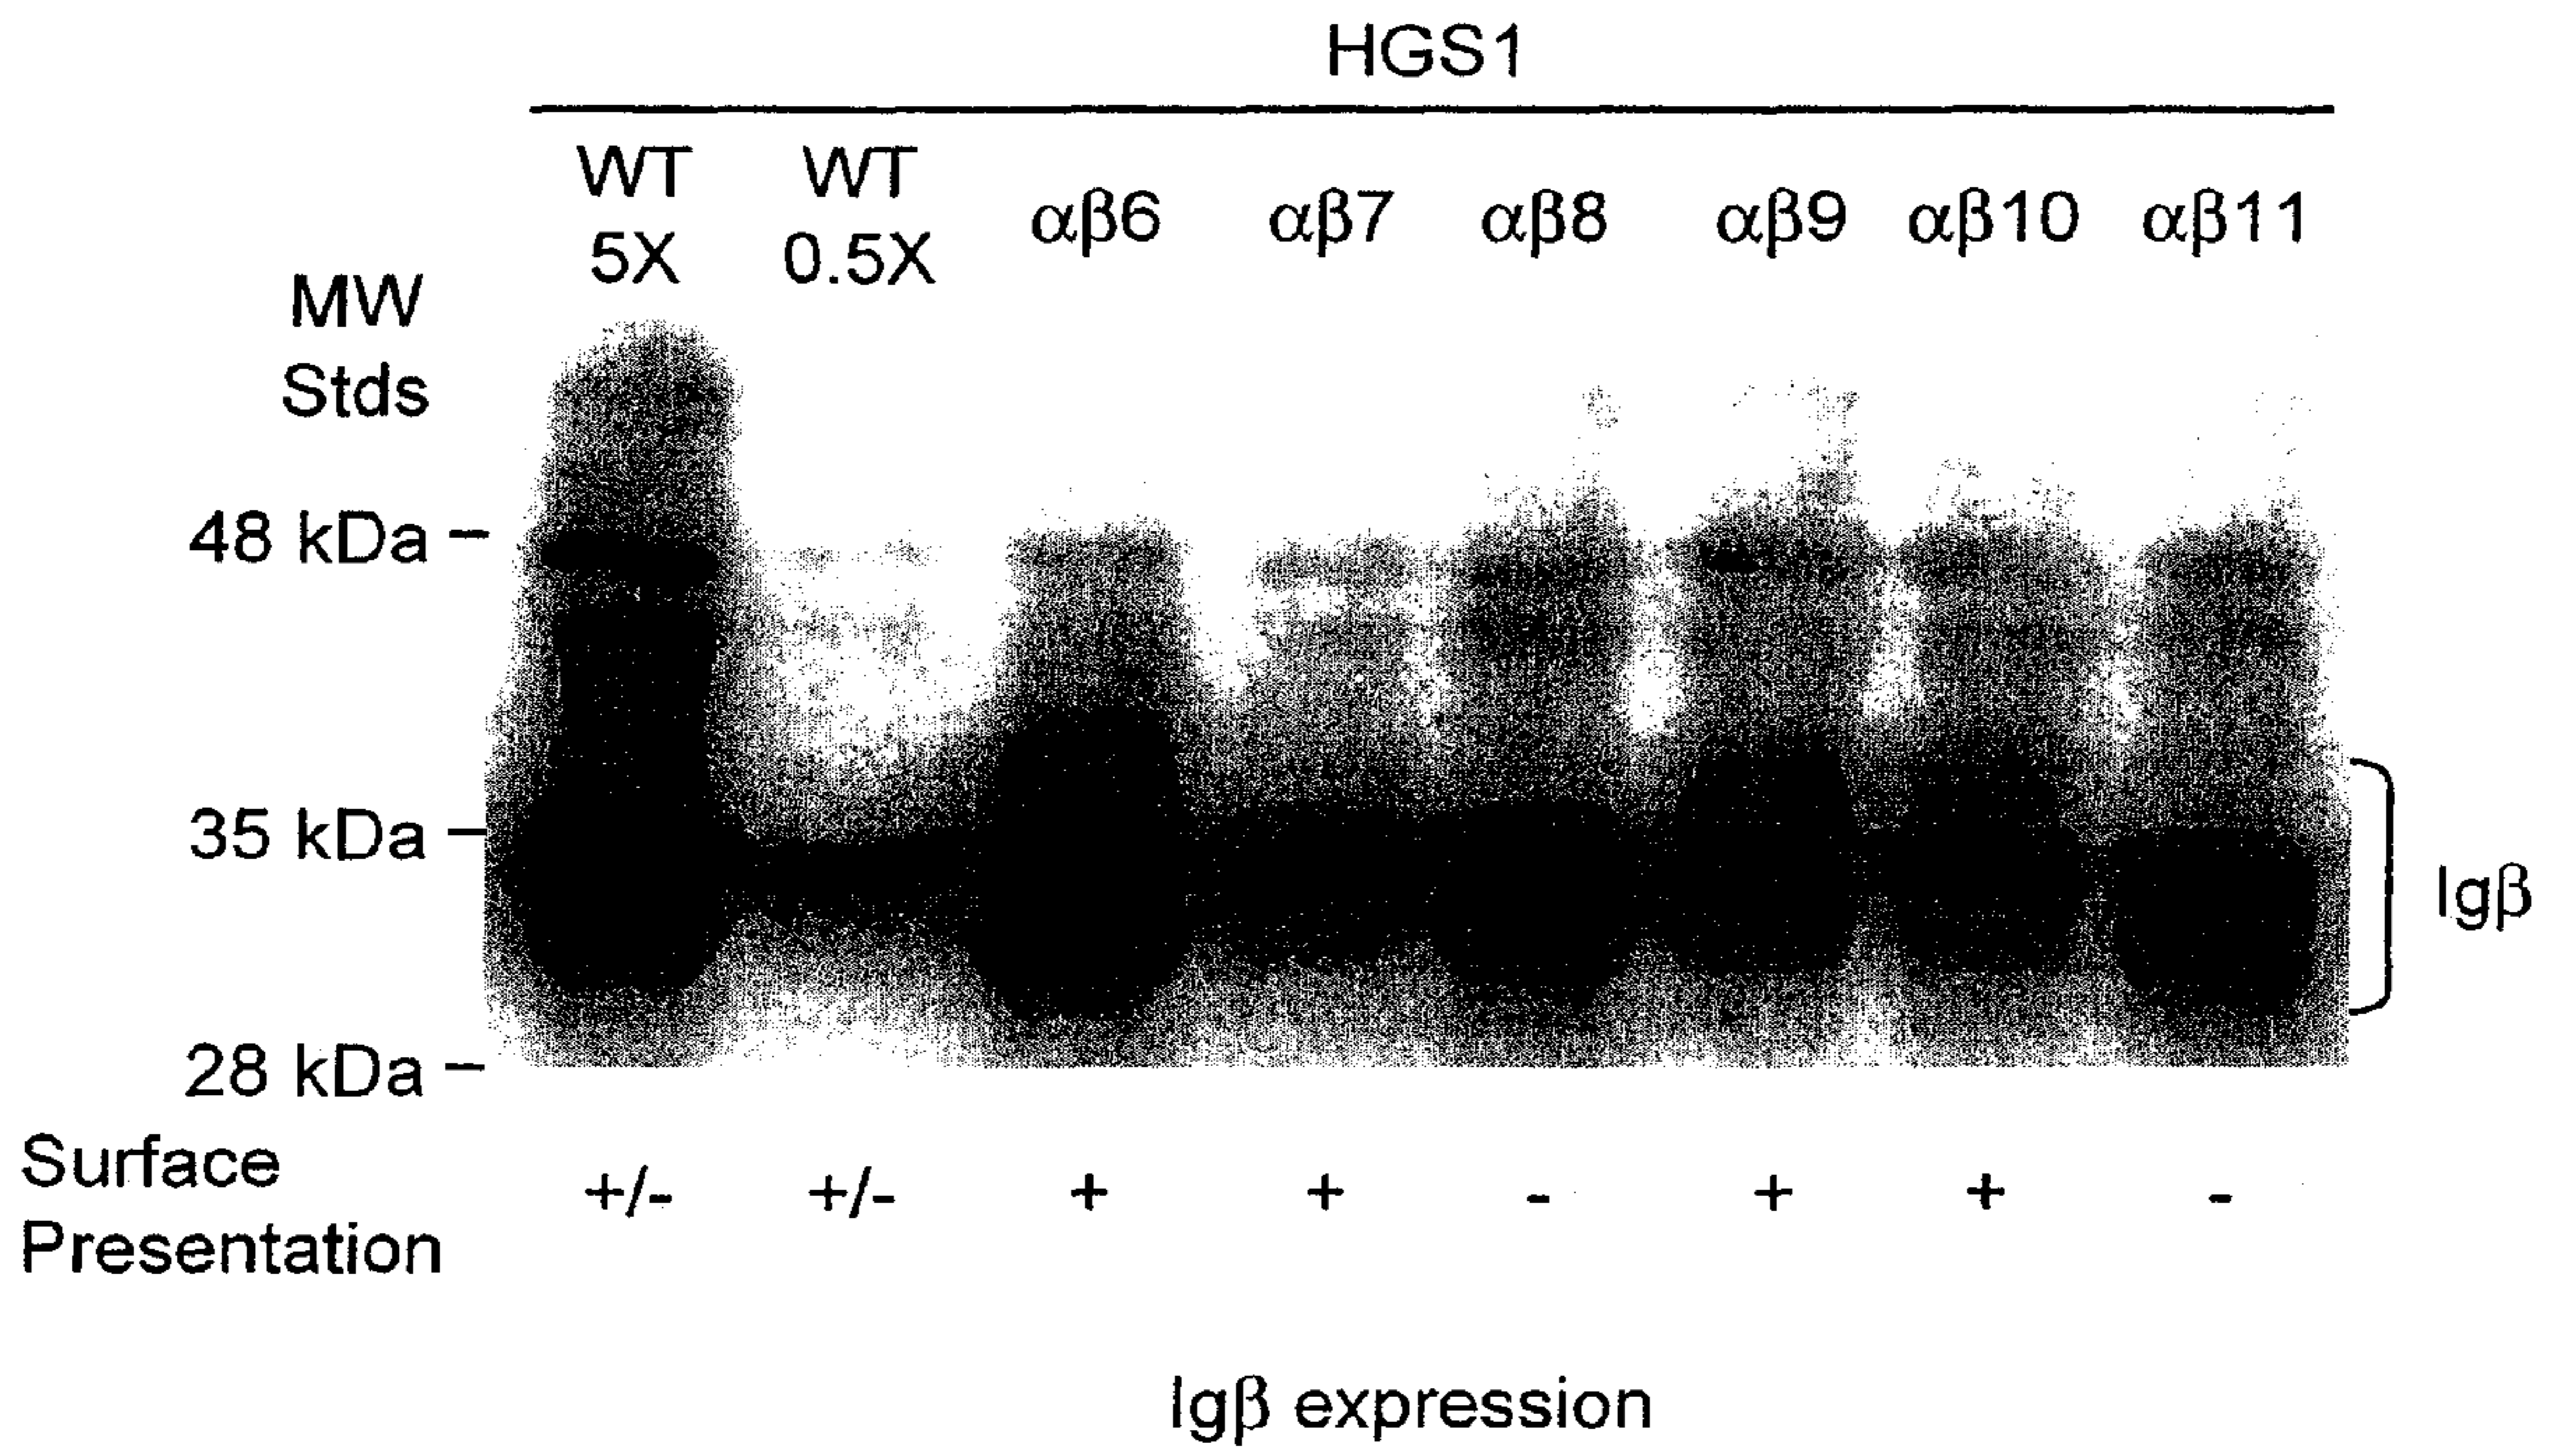 HGS1
WT 5X
WT 0.5X
αβ6
αβ7
αβ8
αβ9
αβ10
αβ11
MW
Stds
48 kDa
35 kDa
28 kDa
Igβ
Surface
Presentation
+/- +/- + + - + + -
Igβ expression